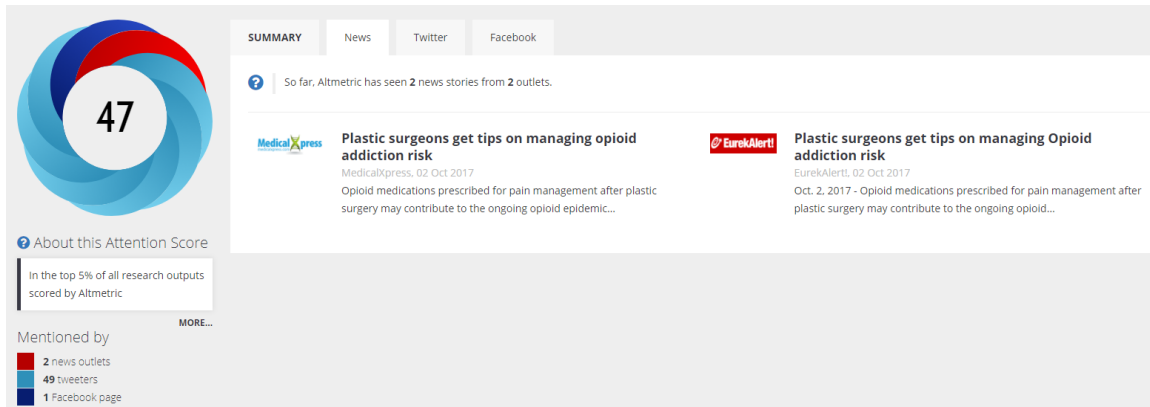 47
SUMMARY News Twitter Facebook
? So far, Altmetric has seen 2 news stories from 2 outlets.
MedicalXpress
Plastic surgeons get tips on managing opioid
addiction risk
MedicalXpress, 02 Oct 2017
Opioid medications prescribed for pain management after plastic
surgery may contribute to the ongoing opioid epidemic...
EurekAlert!
Plastic surgeons get tips on managing Opioid
addiction risk
EurekAlert!, 02 Oct 2017
Oct. 2, 2017 - Opioid medications prescribed for pain management after
plastic surgery may contribute to the ongoing opioid...
? About this Attention Score
In the top 5% of all research outputs
scored by Altmetric
MORE...
Mentioned by
2 news outlets
49 tweeters
1 Facebook page